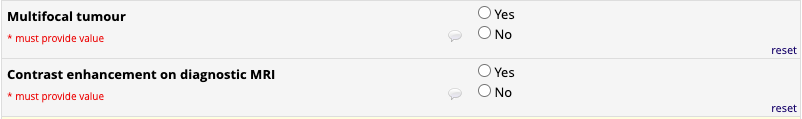 Multifocal tumour
* must provide value
Yes
No
reset
Contrast enhancement on diagnostic MRI
* must provide value
Yes
No
reset